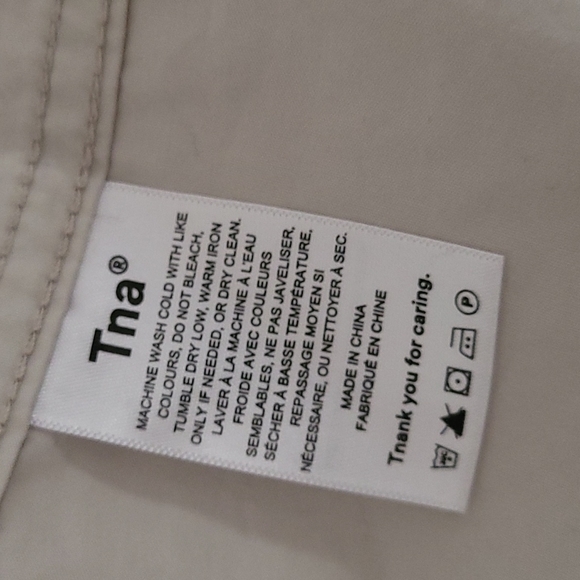 Tna®
MACHINE WASH COLD WITH LIKE
COLOURS, DO NOT BLEACH,
TUMBLE DRY LOW, WARM IRON
ONLY IF NEEDED, OR DRY CLEAN.
LAVER À LA MACHINE À L'EAU
FROIDE AVEC COULEURS
SEMBLABLES, NE PAS JAVELISER,
SÉCHER À BASSE TEMPÉRATURE,
REPASSAGE MOYEN SI
NÉCESSAIRE, OU NETTOYER À SEC.
MADE IN CHINA
FABRIQUÉ EN CHINE
Tnank you for caring.
P